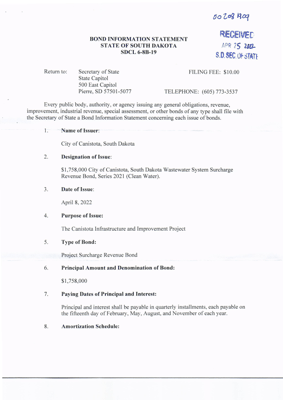 00208909
RECEIVED
APR 25 2022
S.D. SEC OF STATE
BOND INFORMATION STATEMENT
STATE OF SOUTH DAKOTA
SDCL 6-8B-19
Return to: Secretary of State FILING FEE: $10.00
State Capitol
500 East Capitol
Pierre, SD 57501-5077 TELEPHONE: (605) 773-3537
Every public body, authority, or agency issuing any general obligations, revenue,
improvement, industrial revenue, special assessment, or other bonds of any type shall file with
the Secretary of State a Bond Information Statement concerning each issue of bonds.
1. Name of Issuer:
City of Canistota, South Dakota
2. Designation of Issue:
$1,758,000 City of Canistota, South Dakota Wastewater System Surcharge
Revenue Bond, Series 2021 (Clean Water).
3. Date of Issue:
April 8, 2022
4. Purpose of Issue:
The Canistota Infrastructure and Improvement Project
5. Type of Bond:
Project Surcharge Revenue Bond
6. Principal Amount and Denomination of Bond:
$1,758,000
7. Paying Dates of Principal and Interest:
Principal and interest shall be payable in quarterly installments, each payable on
the fifteenth day of February, May, August, and November of each year.
8. Amortization Schedule: